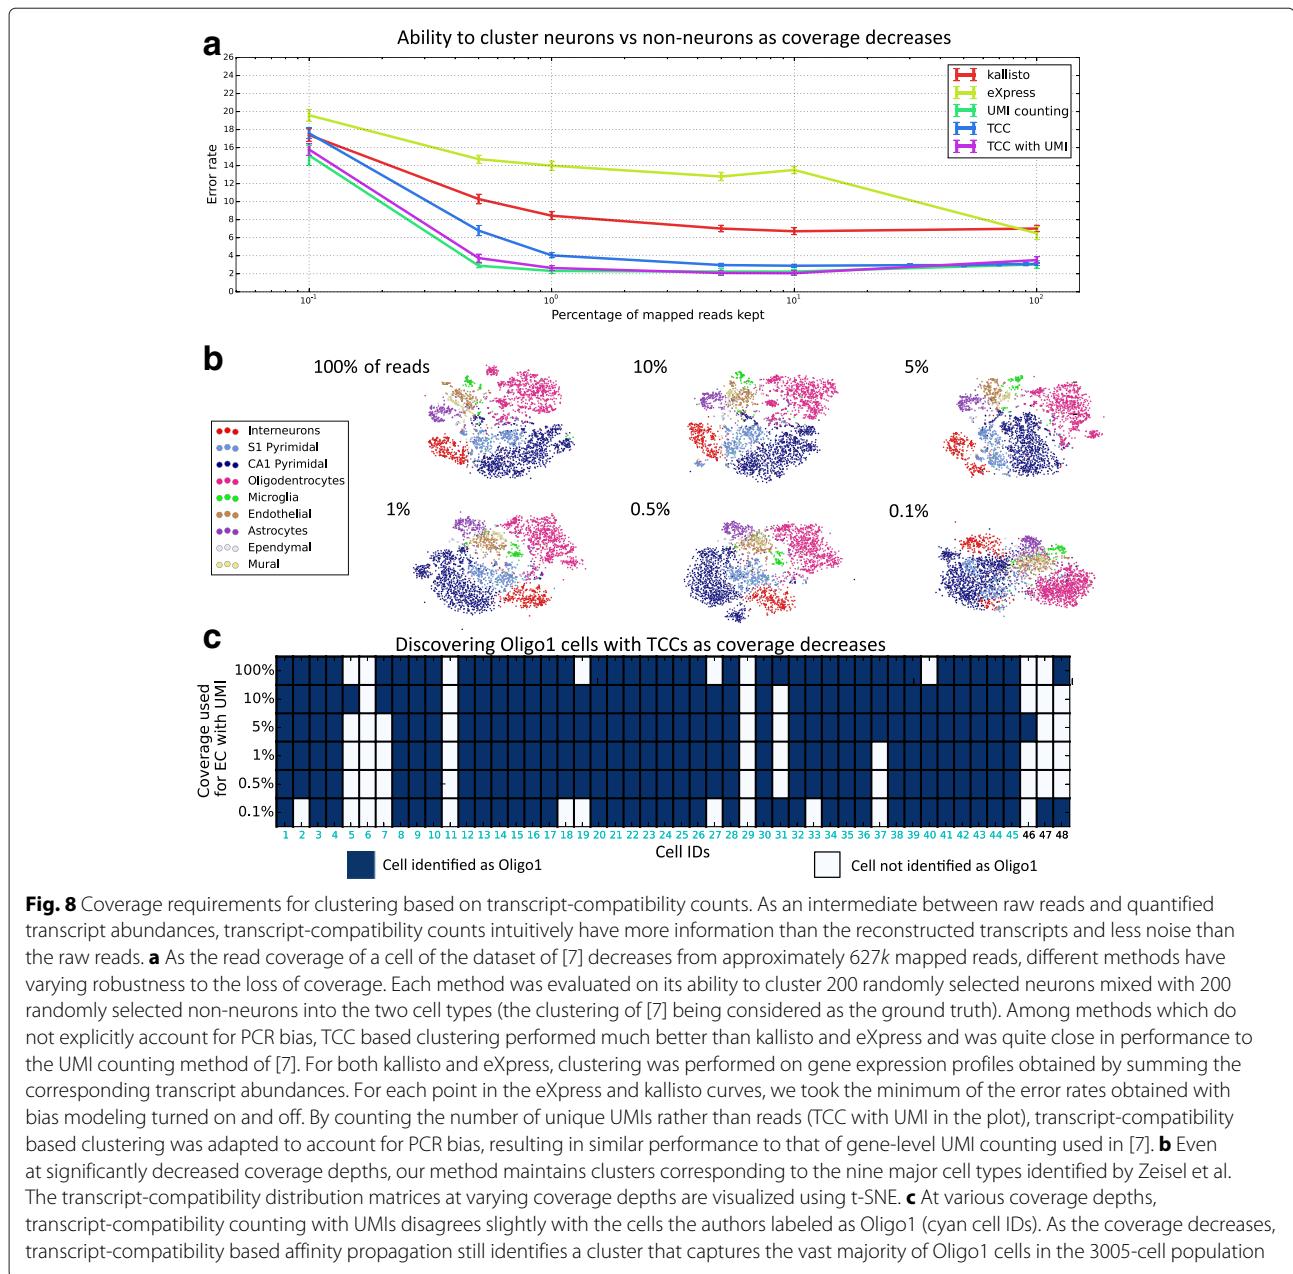 a
Ability to cluster neurons vs non-neurons as coverage decreases
26
24
22
20
18
16
14
12
10
8
6
4
2
0
Error rate
kallisto
eXpress
UMI counting
TCC
TCC with UMI
10⁻¹
10⁰
10¹
10²
Percentage of mapped reads kept
b
100% of reads
10%
5%
Interneurons
S1 Pyrimidal
CA1 Pyrimidal
Oligodentrocytes
Microglia
Endothelial
Astrocytes
Ependymal
Mural
1%
0.5%
0.1%
c
Discovering Oligo1 cells with TCCs as coverage decreases
Coverage used
for EC with UMI
100%
10%
5%
1%
0.5%
0.1%
1 2 3 4 5 6 7 8 9 10 11 12 13 14 15 16 17 18 19 20 21 22 23 24 25 26 27 28 29 30 31 32 33 34 35 36 37 38 39 40 41 42 43 44 45 46 47 48
Cell IDs
Cell identified as Oligo1
Cell not identified as Oligo1
Fig. 8 Coverage requirements for clustering based on transcript-compatibility counts. As an intermediate between raw reads and quantified
transcript abundances, transcript-compatibility counts intuitively have more information than the reconstructed transcripts and less noise than
the raw reads. a As the read coverage of a cell of the dataset of [7] decreases from approximately 627k mapped reads, different methods have
varying robustness to the loss of coverage. Each method was evaluated on its ability to cluster 200 randomly selected neurons mixed with 200
randomly selected non-neurons into the two cell types (the clustering of [7] being considered as the ground truth). Among methods which do
not explicitly account for PCR bias, TCC based clustering performed much better than kallisto and eXpress and was quite close in performance to
the UMI counting method of [7]. For both kallisto and eXpress, clustering was performed on gene expression profiles obtained by summing the
corresponding transcript abundances. For each point in the eXpress and kallisto curves, we took the minimum of the error rates obtained with
bias modeling turned on and off. By counting the number of unique UMIs rather than reads (TCC with UMI in the plot), transcript-compatibility
based clustering was adapted to account for PCR bias, resulting in similar performance to that of gene-level UMI counting used in [7]. b Even
at significantly decreased coverage depths, our method maintains clusters corresponding to the nine major cell types identified by Zeisel et al.
The transcript-compatibility distribution matrices at varying coverage depths are visualized using t-SNE. c At various coverage depths,
transcript-compatibility counting with UMIs disagrees slightly with the cells the authors labeled as Oligo1 (cyan cell IDs). As the coverage decreases,
transcript-compatibility based affinity propagation still identifies a cluster that captures the vast majority of Oligo1 cells in the 3005-cell population